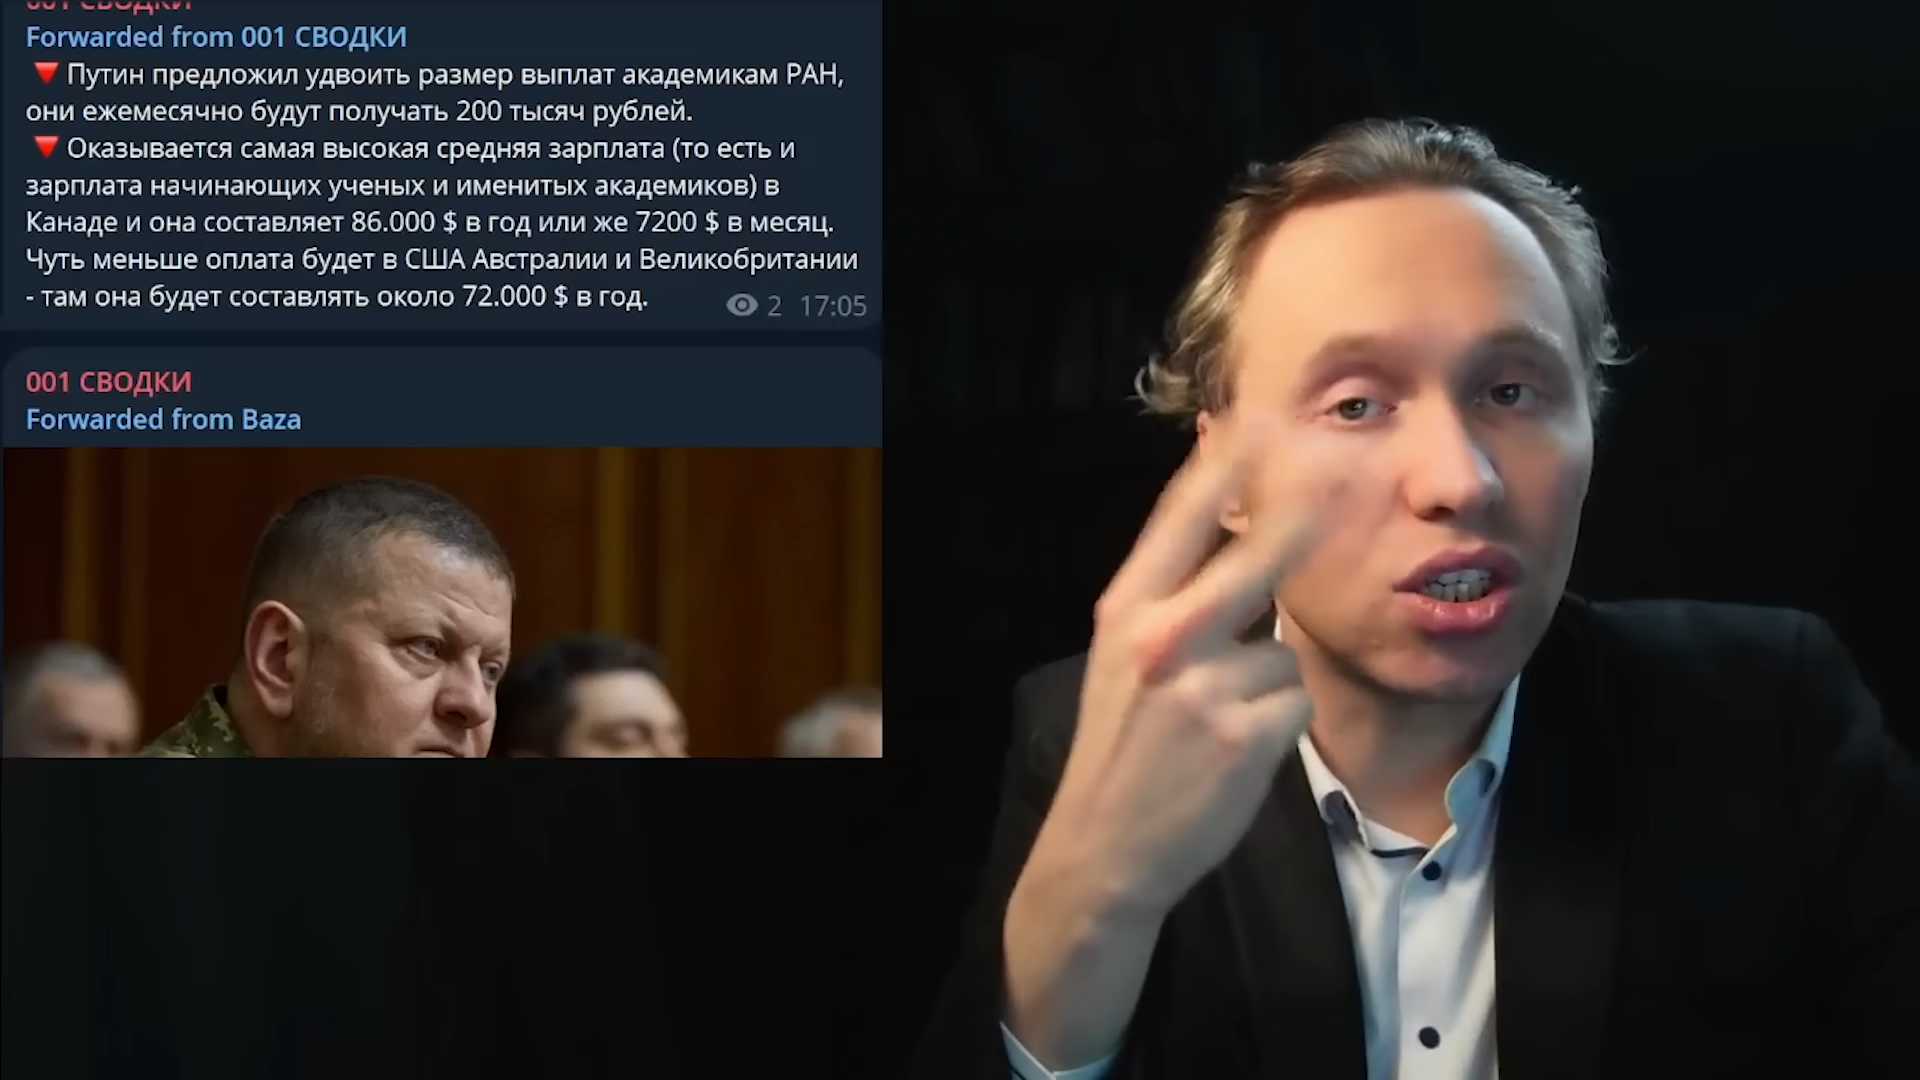 001 СВОДКИ
Forwarded from 001 СВОДКИ
🔻Путин предложил удвоить размер выплат академикам РАН,
они ежемесячно будут получать 200 тысяч рублей.
🔻Оказывается самая высокая средняя зарплата (то есть и
зарплата начинающих ученых и именитых академиков) в
Канаде и она составляет 86.000 $ в год или же 7200 $ в месяц.
Чуть меньше оплата будет в США Австралии и Великобритании
- там она будет составлять около 72.000 $ в год.
2 17:05
001 СВОДКИ
Forwarded from Baza